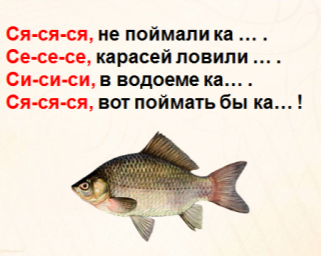 Ся-ся-ся, не поймали ка ... .
Се-се-се, карасей ловили ... .
Си-си-си, в водоеме ка... .
Ся-ся-ся, вот поймать бы ка... !